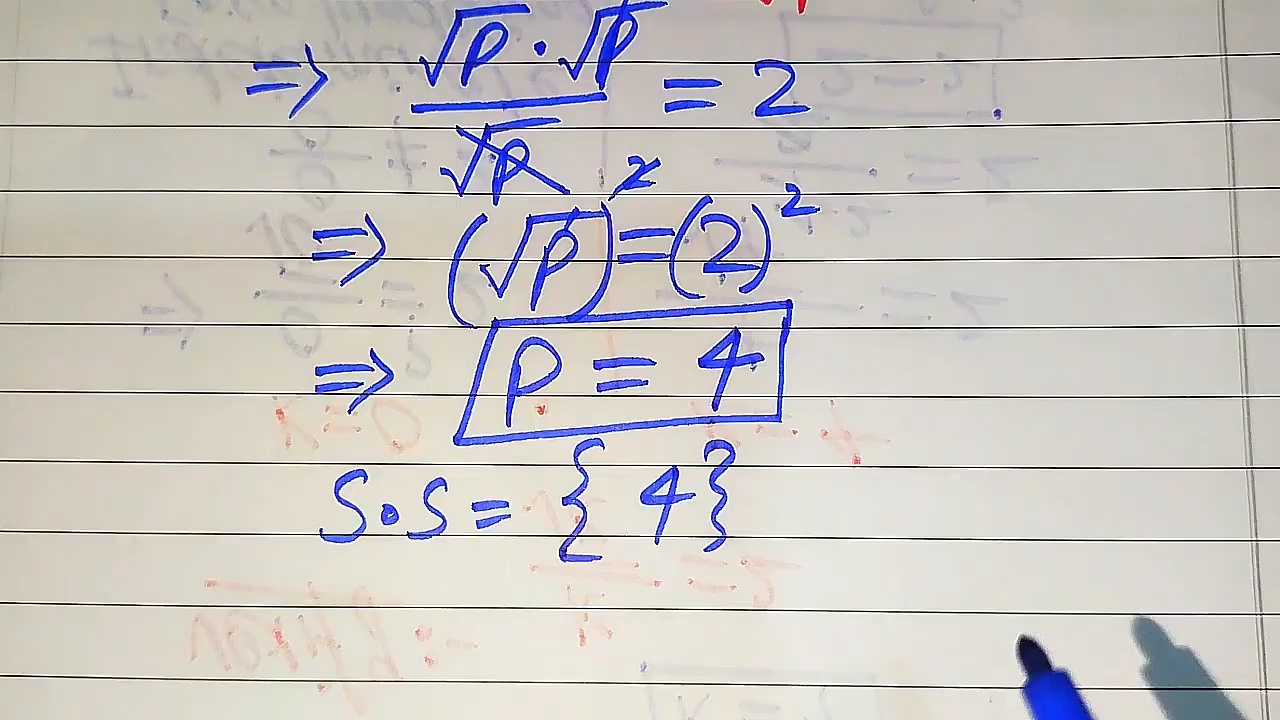 ⇒ √p · √p / √p = 2
⇒ (√p)² = (2)²
⇒ p = 4
S.S = { 4 }